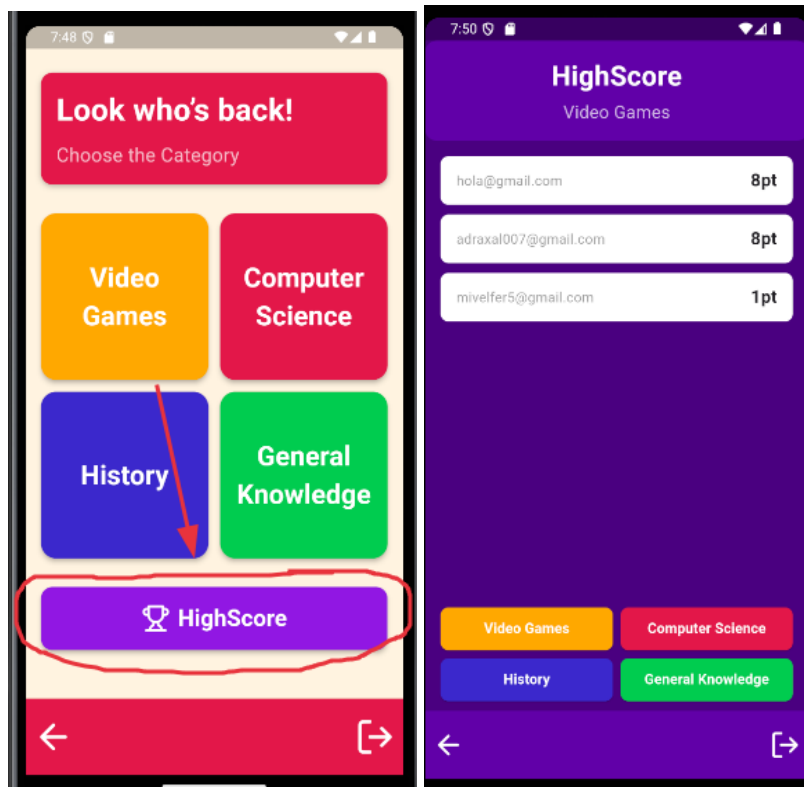 7:48
Look who's back!
Choose the Category
Video
Games
Computer
Science
History
General
Knowledge
HighScore
7:50
HighScore
Video Games
hola@gmail.com 8pt
adraxal007@gmail.com 8pt
mivelfer5@gmail.com 1pt
Video Games Computer Science
History General Knowledge